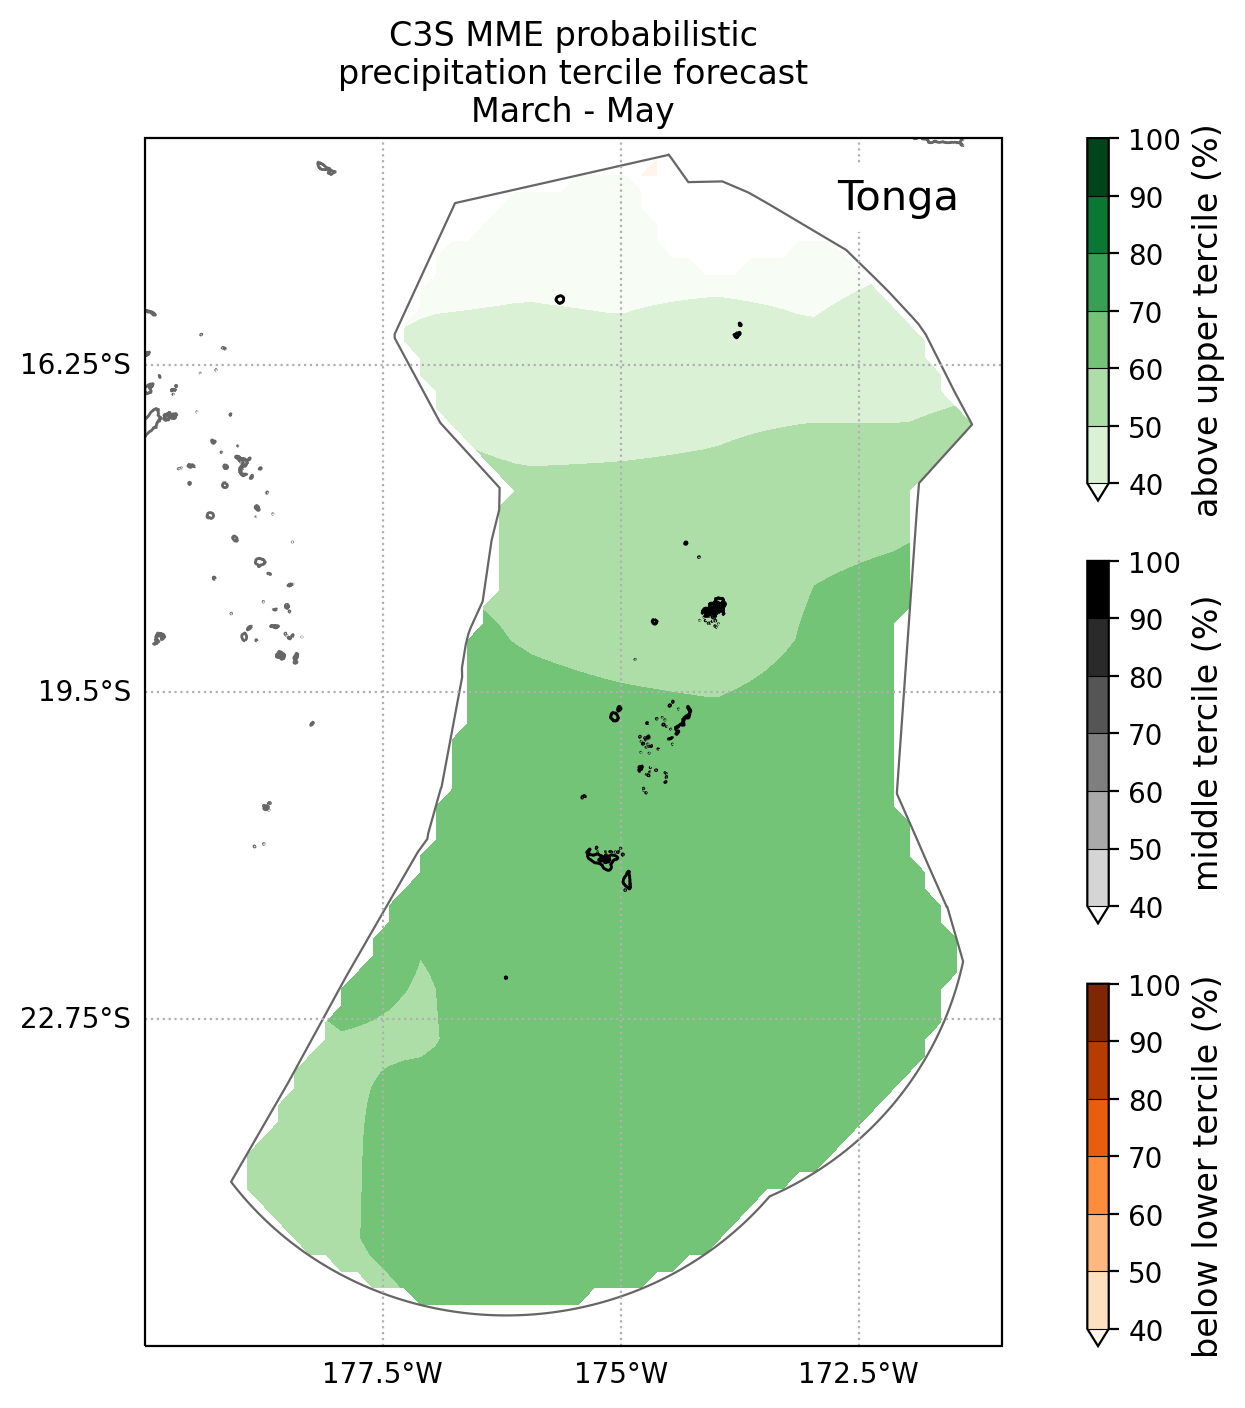 C3S MME probabilistic
precipitation tercile forecast
March - May
Tonga
16.25°S
19.5°S
22.75°S
177.5°W
175°W
172.5°W
100
90
80
70
60
50
40
above upper tercile (%)
100
90
80
70
60
50
40
middle tercile (%)
100
90
80
70
60
50
40
below lower tercile (%)